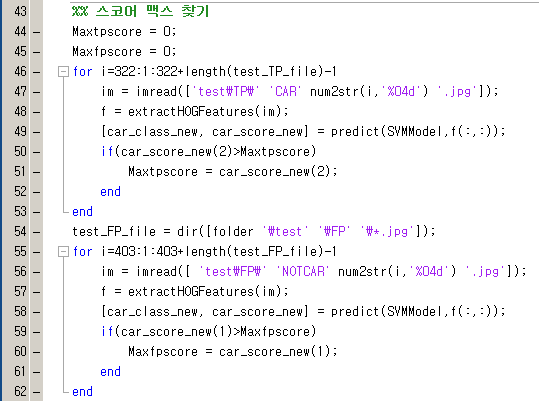 43 %% 스코어 맥스 찾기
44 – Maxtpscore = 0;
45 – Maxfpscore = 0;
46 – for i=322:1:322+length(test_TP_file)-1
47 – im = imread(['test₩TP₩' 'CAR' num2str(i,'%04d') '.jpg']);
48 – f = extractHOGFeatures(im);
49 – [car_class_new, car_score_new] = predict(SVMModel,f(:,:));
50 – if(car_score_new(2)>Maxtpscore)
51 – Maxtpscore = car_score_new(2);
52 – end
53 – end
54 – test_FP_file = dir([folder '₩test' '₩FP' '₩*.jpg']);
55 – for i=403:1:403+length(test_FP_file)-1
56 – im = imread([ 'test₩FP₩' 'NOTCAR' num2str(i,'%04d') '.jpg']);
57 – f = extractHOGFeatures(im);
58 – [car_class_new, car_score_new] = predict(SVMModel,f(:,:));
59 – if(car_score_new(1)>Maxfpscore)
60 – Maxfpscore = car_score_new(1);
61 – end
62 – end